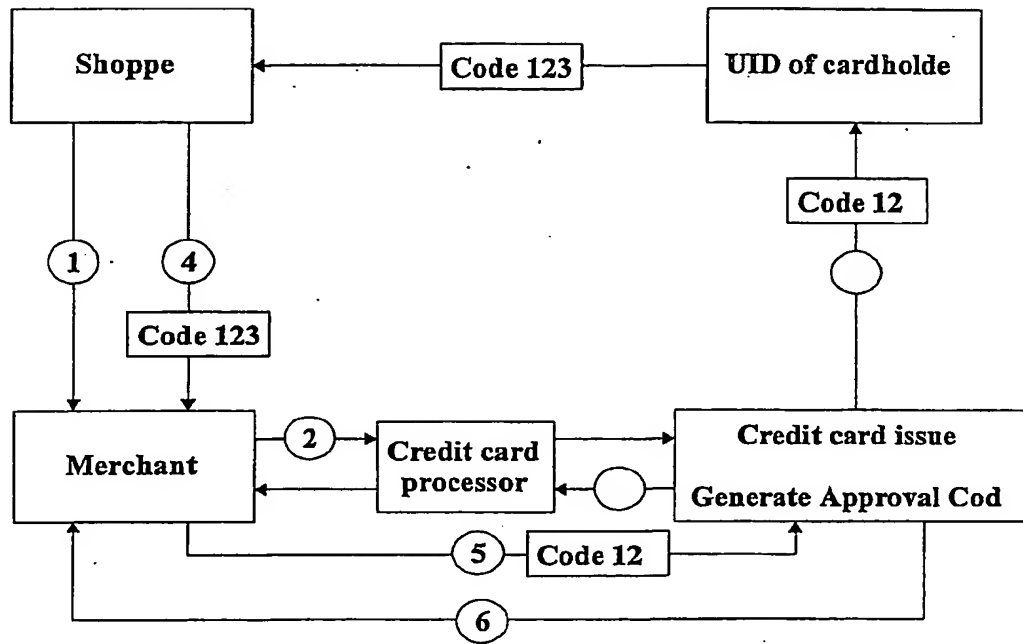 Shoppe
Code 123
UID of cardholde
Code 12
1
4
Code 123
Merchant
2
Credit card
processor
Credit card issue
Generate Approval Cod
5
Code 12
6